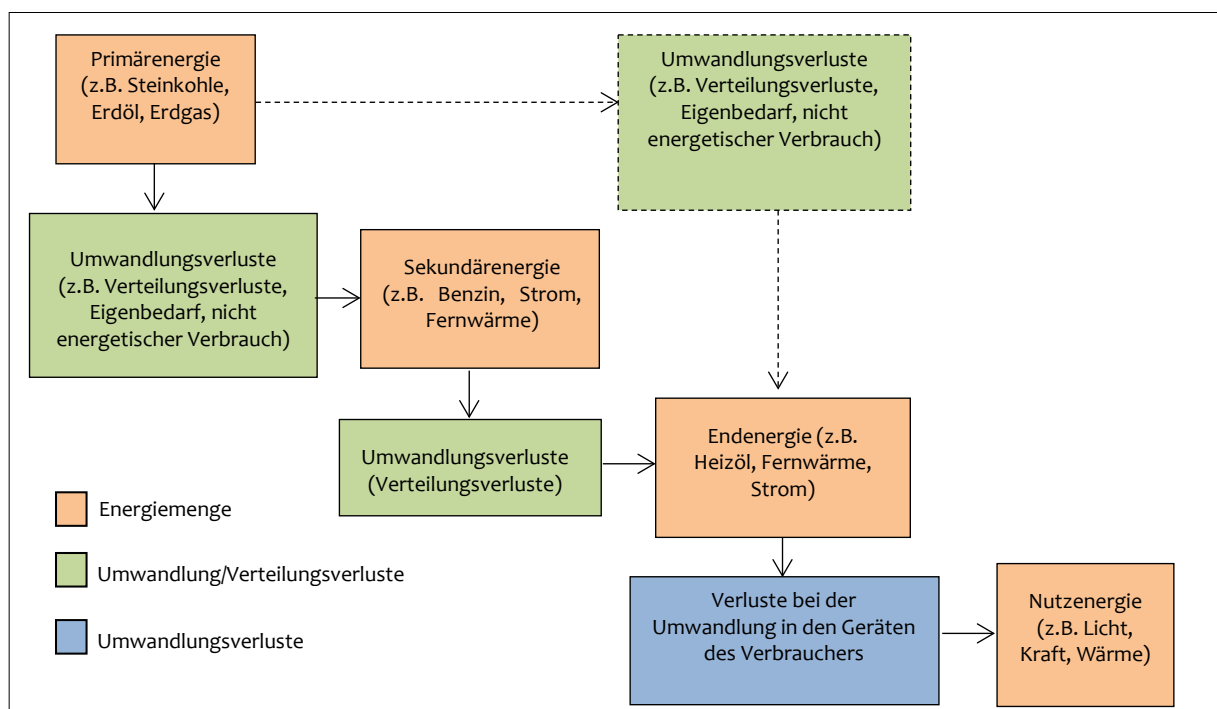 Primärenergie
(z.B. Steinkohle,
Erdöl, Erdgas)
Umwandlungsverluste
(z.B. Verteilungsverluste,
Eigenbedarf, nicht
energetischer Verbrauch)
Umwandlungsverluste
(z.B. Verteilungsverluste,
Eigenbedarf, nicht
energetischer Verbrauch)
Sekundärenergie
(z.B. Benzin, Strom,
Fernwärme)
Umwandlungsverluste
(Verteilungsverluste)
Endenergie (z.B.
Heizöl, Fernwärme,
Strom)
Energiemenge
Umwandlung/Verteilungsverluste
Umwandlungsverluste
Verluste bei der
Umwandlung in den Geräten
des Verbrauchers
Nutzenergie
(z.B. Licht,
Kraft, Wärme)